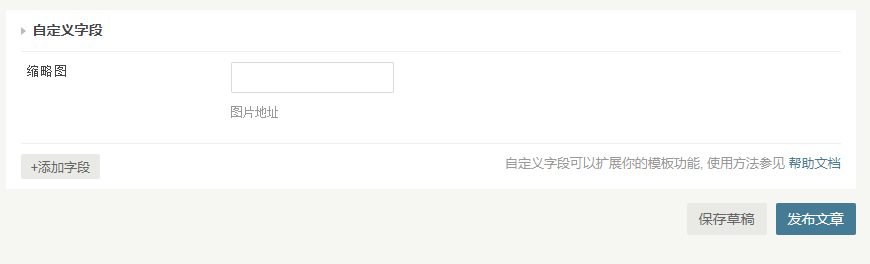 自定义字段
缩略图
图片地址
+添加字段
自定义字段可以扩展你的模板功能, 使用方法参见 帮助文档
保存草稿 发布文章